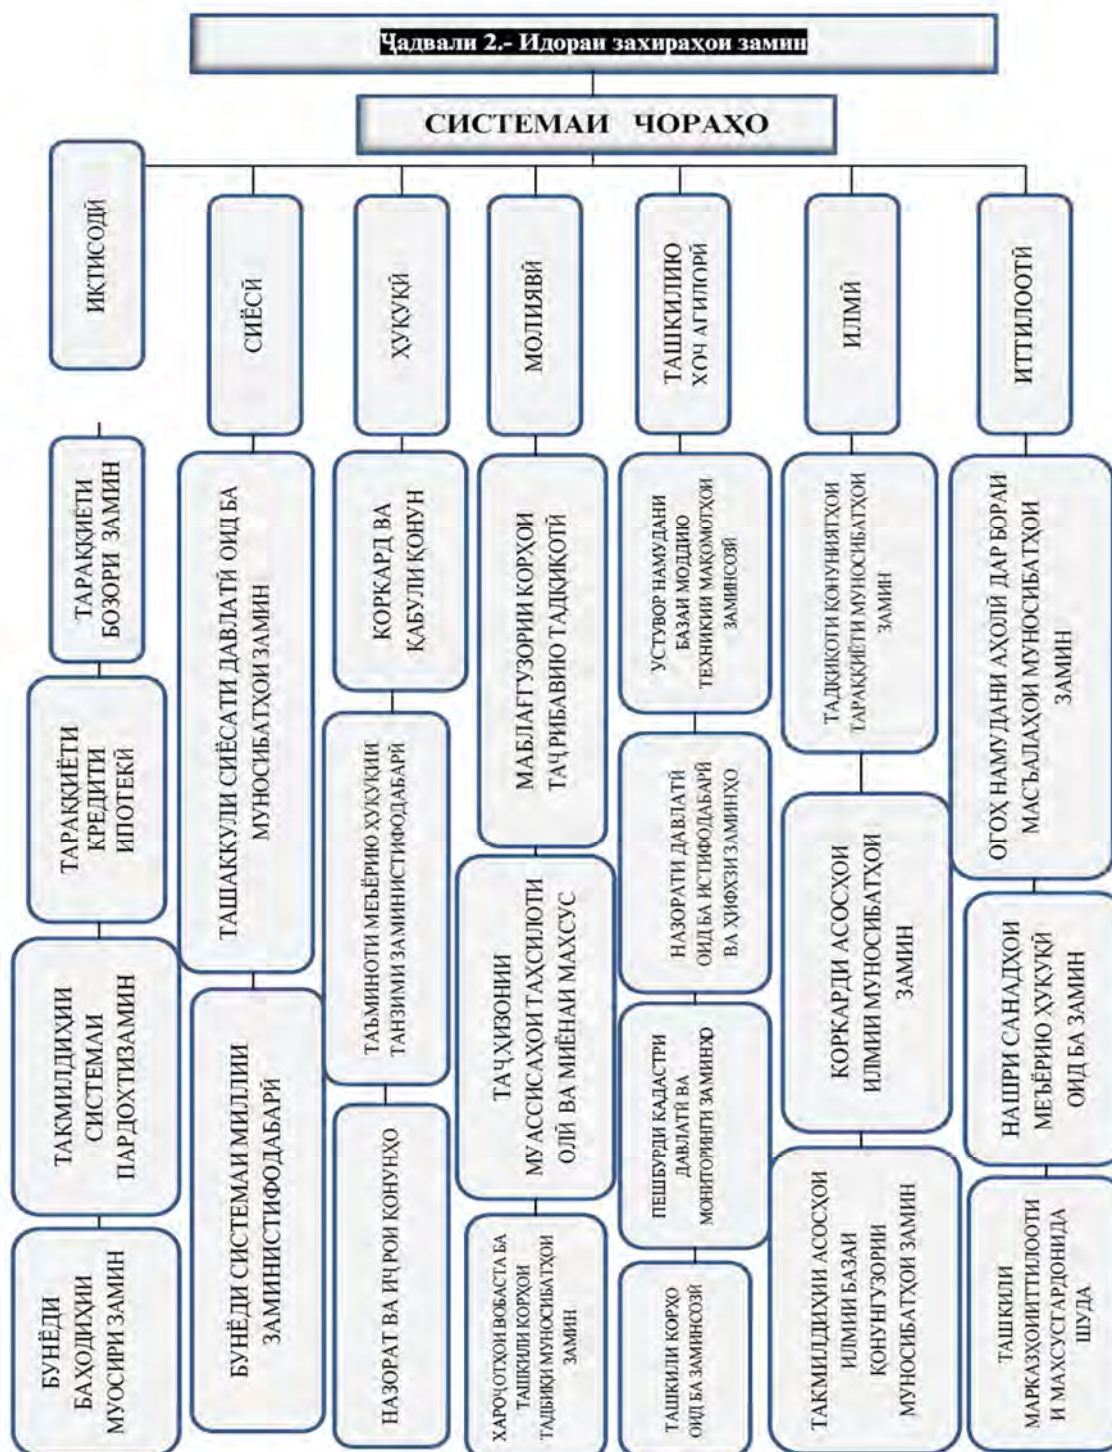 Ҷадвали 2.- Идораи захираҳои замин
СИСТЕМАИ ЧОРАҲО
ИҚТИСОДӢ
ТАРАҚҚИЁТИ
БОЗОРИ ЗАМИН
ТАРАҚҚИЁТИ
КРЕДИТИ
ИПОТЕКӢ
ТАКМИЛДИҲИИ
СИСТЕМАИ
ПАРДОХТИЗАМИН
БУНЁДИ
БАҲОДИҲИИ
МУОСИРИ ЗАМИН
СИЁСӢ
ТАШАККУЛИ СИЁСАТИ ДАВЛАТӢ ОИД БА
МУНОСИБАТҲОИ ЗАМИН
БУНЁДИ СИСТЕМАИ МИЛЛИИ
ЗАМИНИСТИФОДАБАРӢ
ҲУҚУҚӢ
КОРКАРД ВА
ҚАБУЛИ ҚОНУН
ТАЪМИНОТИ МЕЪЁРИЮ ҲУҚУҚИИ
ТАНЗИМИ ЗАМИНИСТИФОДАБАРӢ
НАЗОРАТ ВА ИҶРОИ ҚОНУНҲО
МОЛИЯВӢ
МАБЛАҒГУЗОРИИ КОРҲОИ
ТАҶРИБАВИЮ ТАДҚИҚОТӢ
ТАҶҲИЗОНИИ
МУАССИСАҲОИ ТАҲСИЛОТИ
ОЛӢ ВА МИЁНАИ МАХСУС
ХАРОҶОТҲОИ ВОБАСТА БА
ТАШКИЛИ КОРҲОИ
ТАДБИҚИ МУНОСИБАТҲОИ
ЗАМИН
ТАШКИЛИЮ
ХОҶАГИЛОРӢ
УСТУВОР НАМУДАНИ
БАЗАИ МОДДИЮ
ТЕХНИКИИ МАҚОМОТҲОИ
ЗАМИНСОЗӢ
НАЗОРАТИ ДАВЛАТӢ
ОИД БА ИСТИФОДАБАРӢ
ВА ҲИФХЗИ ЗАМИНҲО
ПЕШБУРДИ КАДАСТРИ
ДАВЛАТӢ ВА
МОНИТОРИНГИ ЗАМИНҲО
ТАШКИЛИ КОРҲО
ОИД БА ЗАМИНСОЗӢ
ИЛМӢ
ТАДҚИҚОТИ ҚОНУНИЯТҲОИ
ТАРАҚҚИЁТИ МУНОСИБАТҲОИ
ЗАМИН
КОРКАРДИ АСОСҲОИ
ИЛМИИ МУНОСИБАТҲОИ
ЗАМИН
ТАКМИЛДИҲИИ АСОСҲОИ
ИЛМИИ БАЗАИ
ҚОНУНГУЗОРИИ
МУНОСИБАТҲОИ ЗАМИН
ИТТИЛООТӢ
ОГОҲ НАМУДАНИ АҲОЛӢ ДАР БОРАИ
МАСЪАЛАҲОИ МУНОСИБАТҲОИ
ЗАМИН
НАШРИ САНАДҲОИ
МЕЪЁРИЮ ҲУҚУҚӢ
ОИД БА ЗАМИН
ТАШКИЛИ
МАРКАЗҲОИИТТИЛООТИ
И МАХСУСГАРДОНИДА
ШУДА